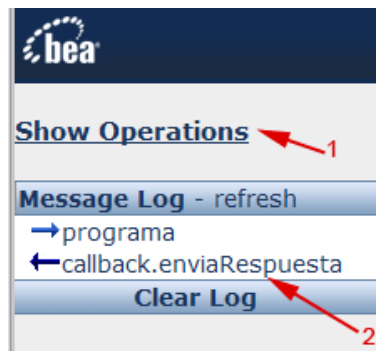 bea
Show Operations
1
Message Log - refresh
programa
callback.enviaRespuesta
Clear Log
2